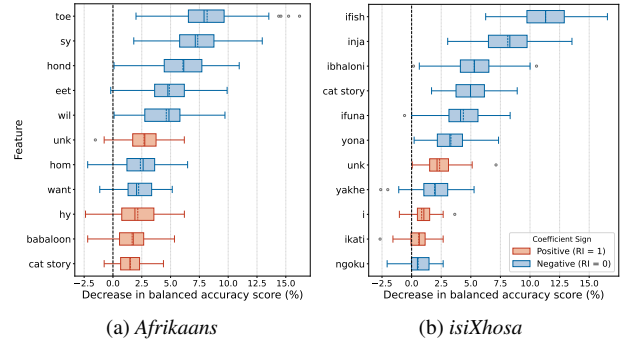 Feature
toe
sy
hond
eet
wil
unk
hom
want
hy
babaloon
cat story
−2.5 0.0 2.5 5.0 7.5 10.0 12.5 15.0
Decrease in balanced accuracy score (%)
(a) Afrikaans
ifish
inja
ibhaloni
cat story
ifuna
yona
unk
yakhe
i
ikati
ngoku
Coefficient Sign
Positive (RI = 1)
Negative (RI = 0)
−2.5 0.0 2.5 5.0 7.5 10.0 12.5 15.0
Decrease in balanced accuracy score (%)
(b) isiXhosa